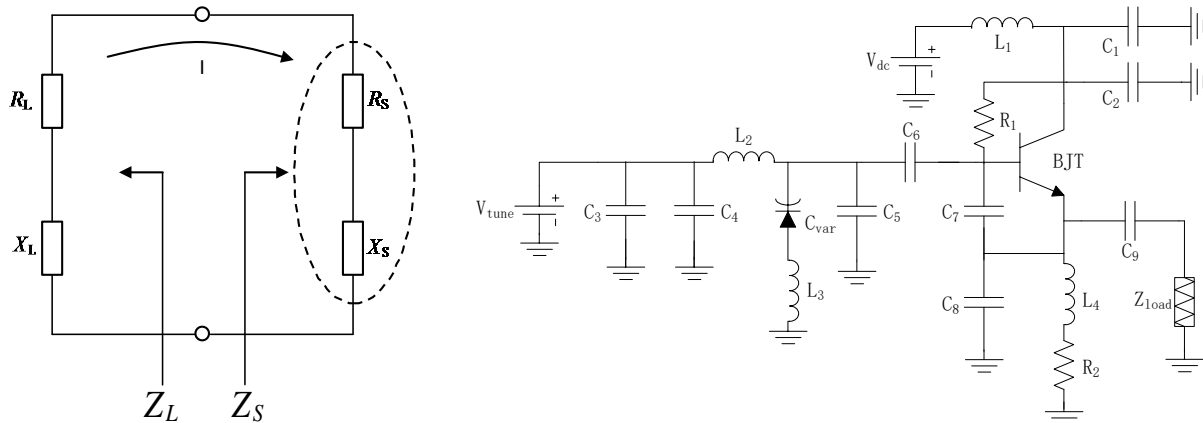 I
R_L
R_S
X_L
X_S
Z_L
Z_S
V_dc
+
-
L_1
C_1
C_2
R_1
C_6
L_2
BJT
V_tune
+
-
C_3
C_4
C_var
C_5
C_7
C_9
L_3
C_8
L_4
Z_load
R_2